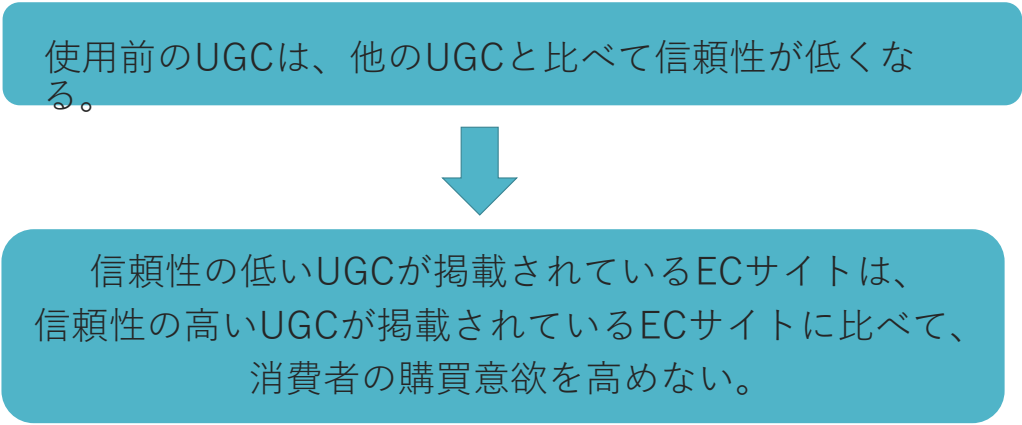 使用前のUGCは、他のUGCと比べて信頼性が低くな
る。
信頼性の低いUGCが掲載されているECサイトは、
信頼性の高いUGCが掲載されているECサイトに比べて、
消費者の購買意欲を高めない。